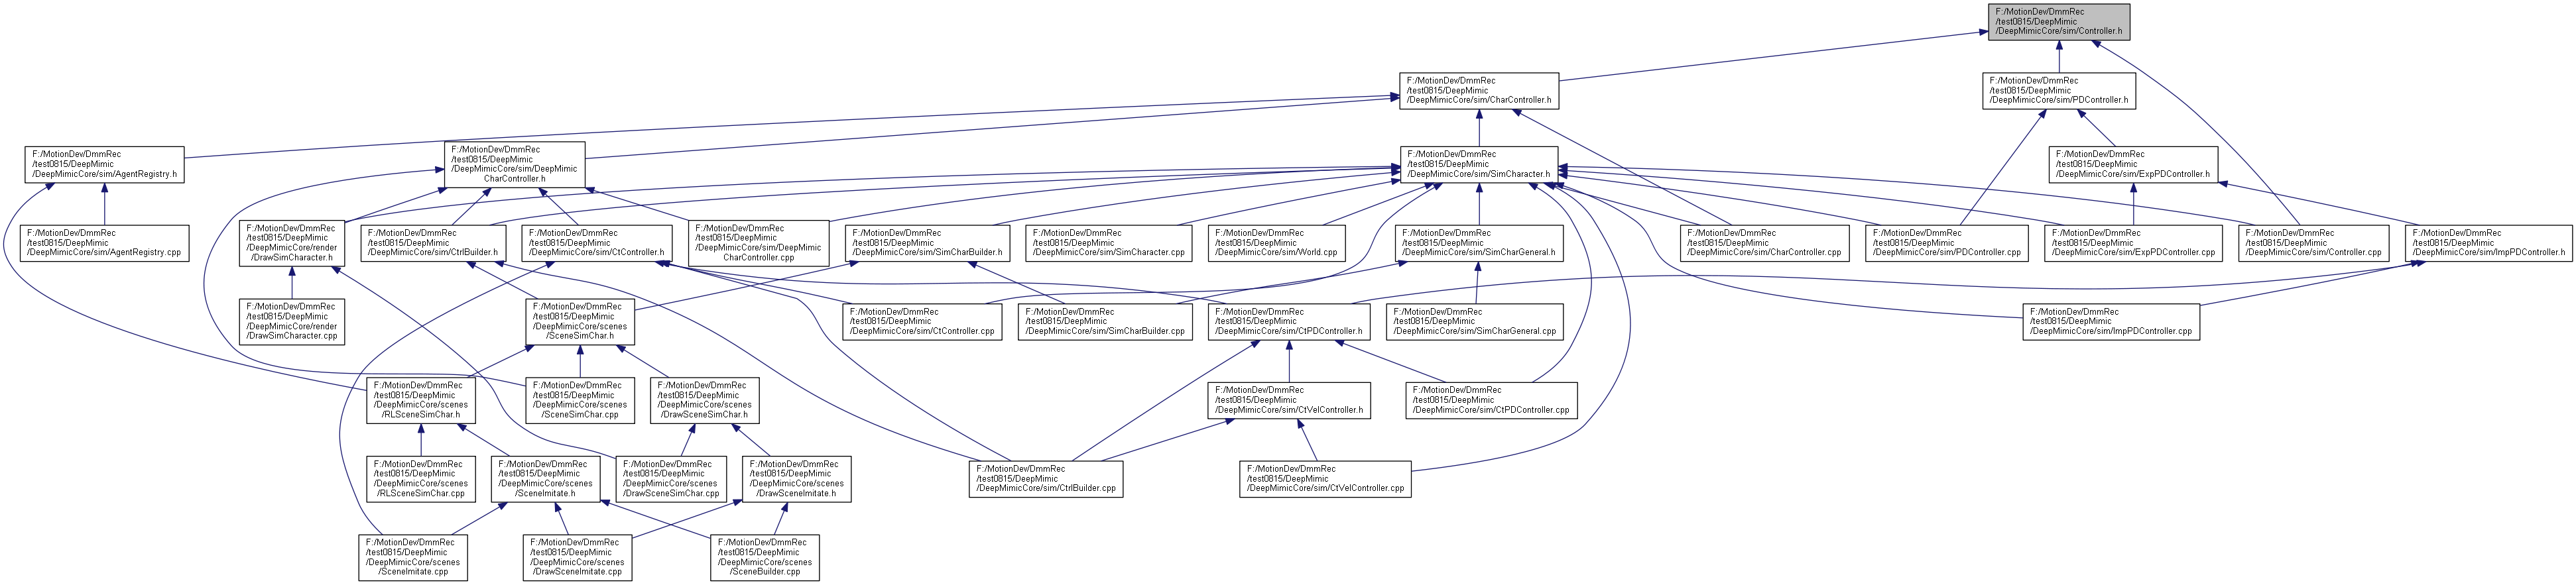 F:/MotionDev/DmmRec
/test0815/DeepMimic
/DeepMimicCore/sim/Controller.h
F:/MotionDev/DmmRec
/test0815/DeepMimic
/DeepMimicCore/sim/CharController.h
F:/MotionDev/DmmRec
/test0815/DeepMimic
/DeepMimicCore/sim/PDController.h
F:/MotionDev/DmmRec
/test0815/DeepMimic
/DeepMimicCore/sim/AgentRegistry.h
F:/MotionDev/DmmRec
/test0815/DeepMimic
/DeepMimicCore/sim/DeepMimic
CharController.h
F:/MotionDev/DmmRec
/test0815/DeepMimic
/DeepMimicCore/sim/SimCharacter.h
F:/MotionDev/DmmRec
/test0815/DeepMimic
/DeepMimicCore/sim/ExpPDController.h
F:/MotionDev/DmmRec
/test0815/DeepMimic
/DeepMimicCore/sim/AgentRegistry.cpp
F:/MotionDev/DmmRec
/test0815/DeepMimic
/DeepMimicCore/render
/DrawSimCharacter.h
F:/MotionDev/DmmRec
/test0815/DeepMimic
/DeepMimicCore/sim/CtrlBuilder.h
F:/MotionDev/DmmRec
/test0815/DeepMimic
/DeepMimicCore/sim/CtController.h
F:/MotionDev/DmmRec
/test0815/DeepMimic
/DeepMimicCore/sim/DeepMimic
CharController.cpp
F:/MotionDev/DmmRec
/test0815/DeepMimic
/DeepMimicCore/sim/SimCharBuilder.h
F:/MotionDev/DmmRec
/test0815/DeepMimic
/DeepMimicCore/sim/SimCharacter.cpp
F:/MotionDev/DmmRec
/test0815/DeepMimic
/DeepMimicCore/sim/World.cpp
F:/MotionDev/DmmRec
/test0815/DeepMimic
/DeepMimicCore/sim/SimCharGeneral.h
F:/MotionDev/DmmRec
/test0815/DeepMimic
/DeepMimicCore/sim/CharController.cpp
F:/MotionDev/DmmRec
/test0815/DeepMimic
/DeepMimicCore/sim/PDController.cpp
F:/MotionDev/DmmRec
/test0815/DeepMimic
/DeepMimicCore/sim/ExpPDController.cpp
F:/MotionDev/DmmRec
/test0815/DeepMimic
/DeepMimicCore/sim/Controller.cpp
F:/MotionDev/DmmRec
/test0815/DeepMimic
/DeepMimicCore/sim/ImpPDController.h
F:/MotionDev/DmmRec
/test0815/DeepMimic
/DeepMimicCore/render
/DrawSimCharacter.cpp
F:/MotionDev/DmmRec
/test0815/DeepMimic
/DeepMimicCore/scenes
/SceneSimChar.h
F:/MotionDev/DmmRec
/test0815/DeepMimic
/DeepMimicCore/sim/CtController.cpp
F:/MotionDev/DmmRec
/test0815/DeepMimic
/DeepMimicCore/sim/SimCharBuilder.cpp
F:/MotionDev/DmmRec
/test0815/DeepMimic
/DeepMimicCore/sim/CtPDController.h
F:/MotionDev/DmmRec
/test0815/DeepMimic
/DeepMimicCore/sim/SimCharGeneral.cpp
F:/MotionDev/DmmRec
/test0815/DeepMimic
/DeepMimicCore/sim/ImpPDController.cpp
F:/MotionDev/DmmRec
/test0815/DeepMimic
/DeepMimicCore/scenes
/RLSceneSimChar.h
F:/MotionDev/DmmRec
/test0815/DeepMimic
/DeepMimicCore/scenes
/SceneSimChar.cpp
F:/MotionDev/DmmRec
/test0815/DeepMimic
/DeepMimicCore/scenes
/DrawSceneSimChar.h
F:/MotionDev/DmmRec
/test0815/DeepMimic
/DeepMimicCore/sim/CtVelController.h
F:/MotionDev/DmmRec
/test0815/DeepMimic
/DeepMimicCore/sim/CtPDController.cpp
F:/MotionDev/DmmRec
/test0815/DeepMimic
/DeepMimicCore/scenes
/RLSceneSimChar.cpp
F:/MotionDev/DmmRec
/test0815/DeepMimic
/DeepMimicCore/scenes
/SceneImitate.h
F:/MotionDev/DmmRec
/test0815/DeepMimic
/DeepMimicCore/scenes
/DrawSceneSimChar.cpp
F:/MotionDev/DmmRec
/test0815/DeepMimic
/DeepMimicCore/scenes
/DrawSceneImitate.h
F:/MotionDev/DmmRec
/test0815/DeepMimic
/DeepMimicCore/sim/CtrlBuilder.cpp
F:/MotionDev/DmmRec
/test0815/DeepMimic
/DeepMimicCore/sim/CtVelController.cpp
F:/MotionDev/DmmRec
/test0815/DeepMimic
/DeepMimicCore/scenes
/SceneImitate.cpp
F:/MotionDev/DmmRec
/test0815/DeepMimic
/DeepMimicCore/scenes
/DrawSceneImitate.cpp
F:/MotionDev/DmmRec
/test0815/DeepMimic
/DeepMimicCore/scenes
/SceneBuilder.cpp